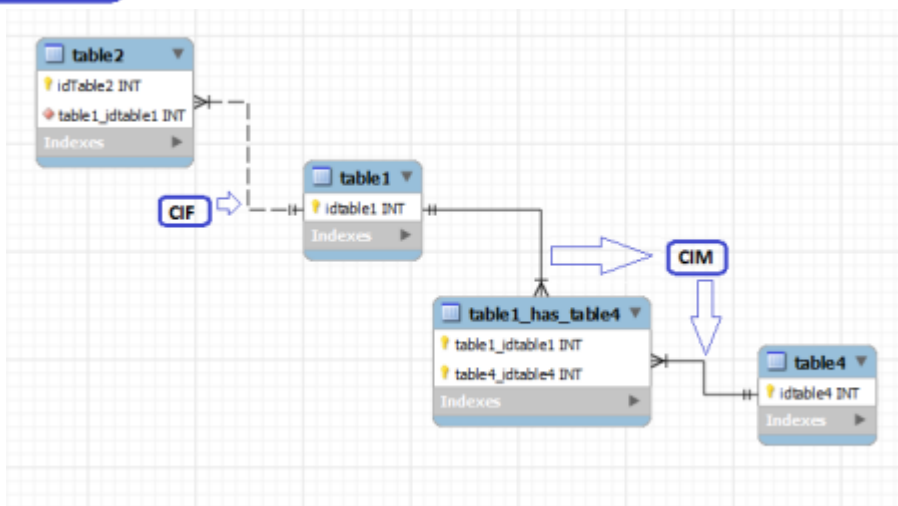 table2
idTable2 INT
table1_idtable1 INT
Indexes
table1
idtable1 INT
Indexes
CIF
CIM
table1_has_table4
table1_idtable1 INT
table4_idtable4 INT
Indexes
table4
idtable4 INT
Indexes